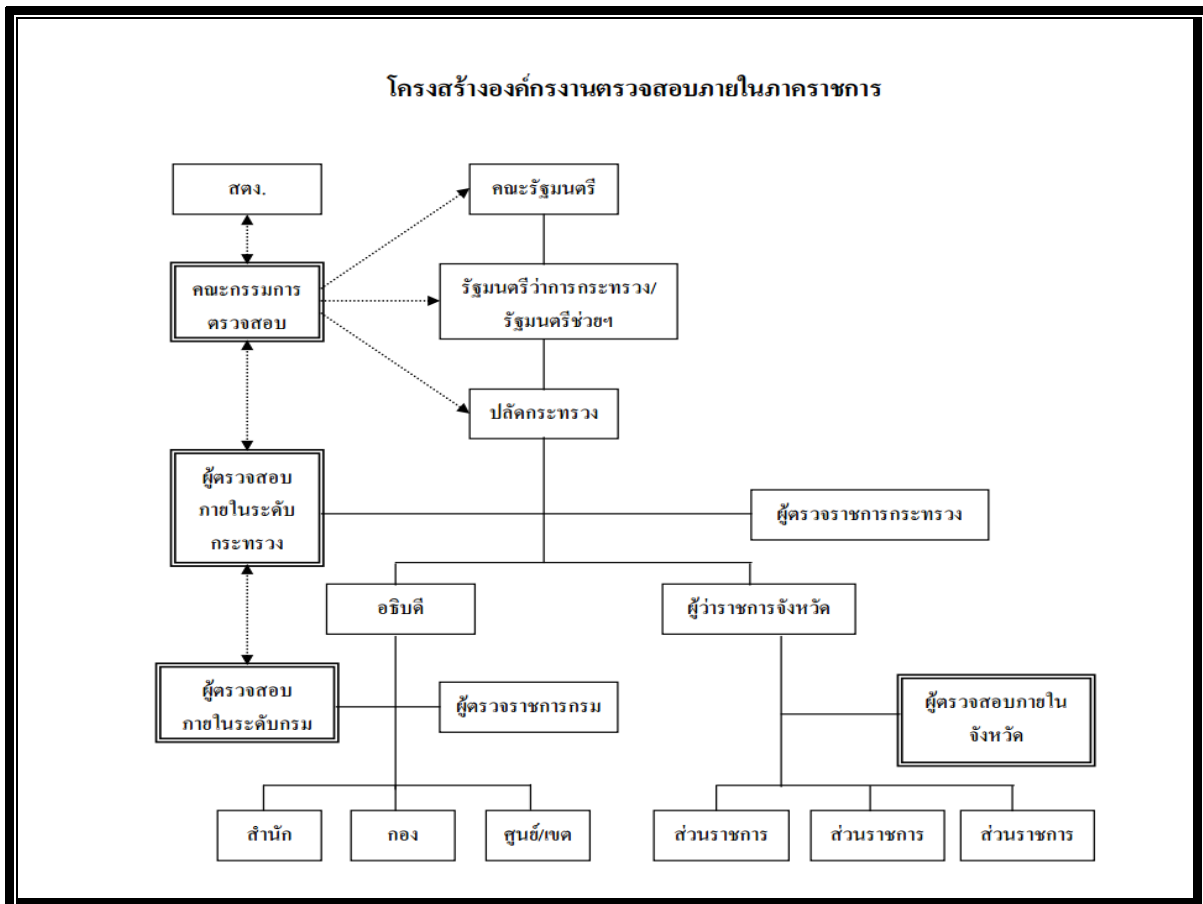 โครงสร้างองค์กรงานตรวจสอบภายในภาคราชการ
สตง.
คณะรัฐมนตรี
คณะกรรมการ
ตรวจสอบ
รัฐมนตรีว่าการกระทรวง/
รัฐมนตรีช่วยฯ
ปลัดกระทรวง
ผู้ตรวจสอบ
ภายในระดับ
กระทรวง
ผู้ตรวจราชการกระทรวง
อธิบดี
ผู้ว่าราชการจังหวัด
ผู้ตรวจสอบ
ภายในระดับกรม
ผู้ตรวจราชการกรม
ผู้ตรวจสอบภายใน
จังหวัด
สำนัก
กอง
ศูนย์/เขต
ส่วนราชการ
ส่วนราชการ
ส่วนราชการ